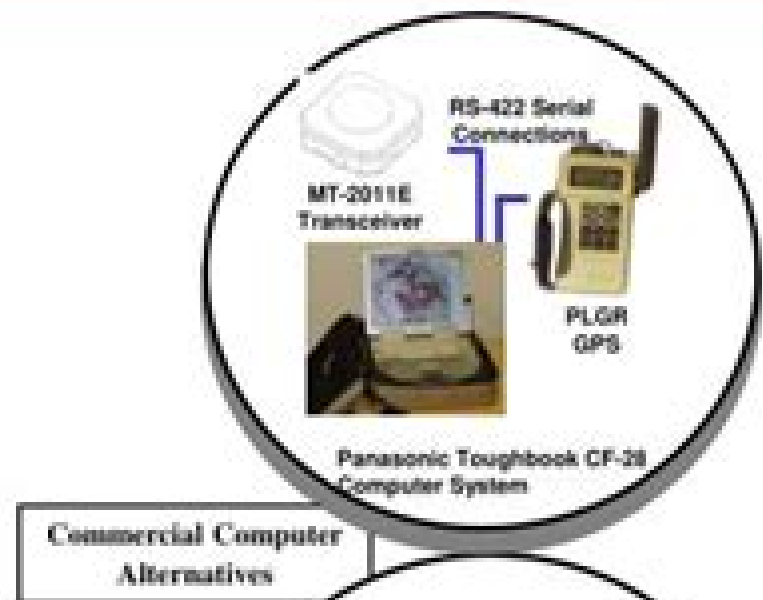 RS-422 Serial
Connections
MT-2011E
Transceiver
PLGR
GPS
Panasonic Toughbook CF-28
Computer System
Commercial Computer
Alternatives